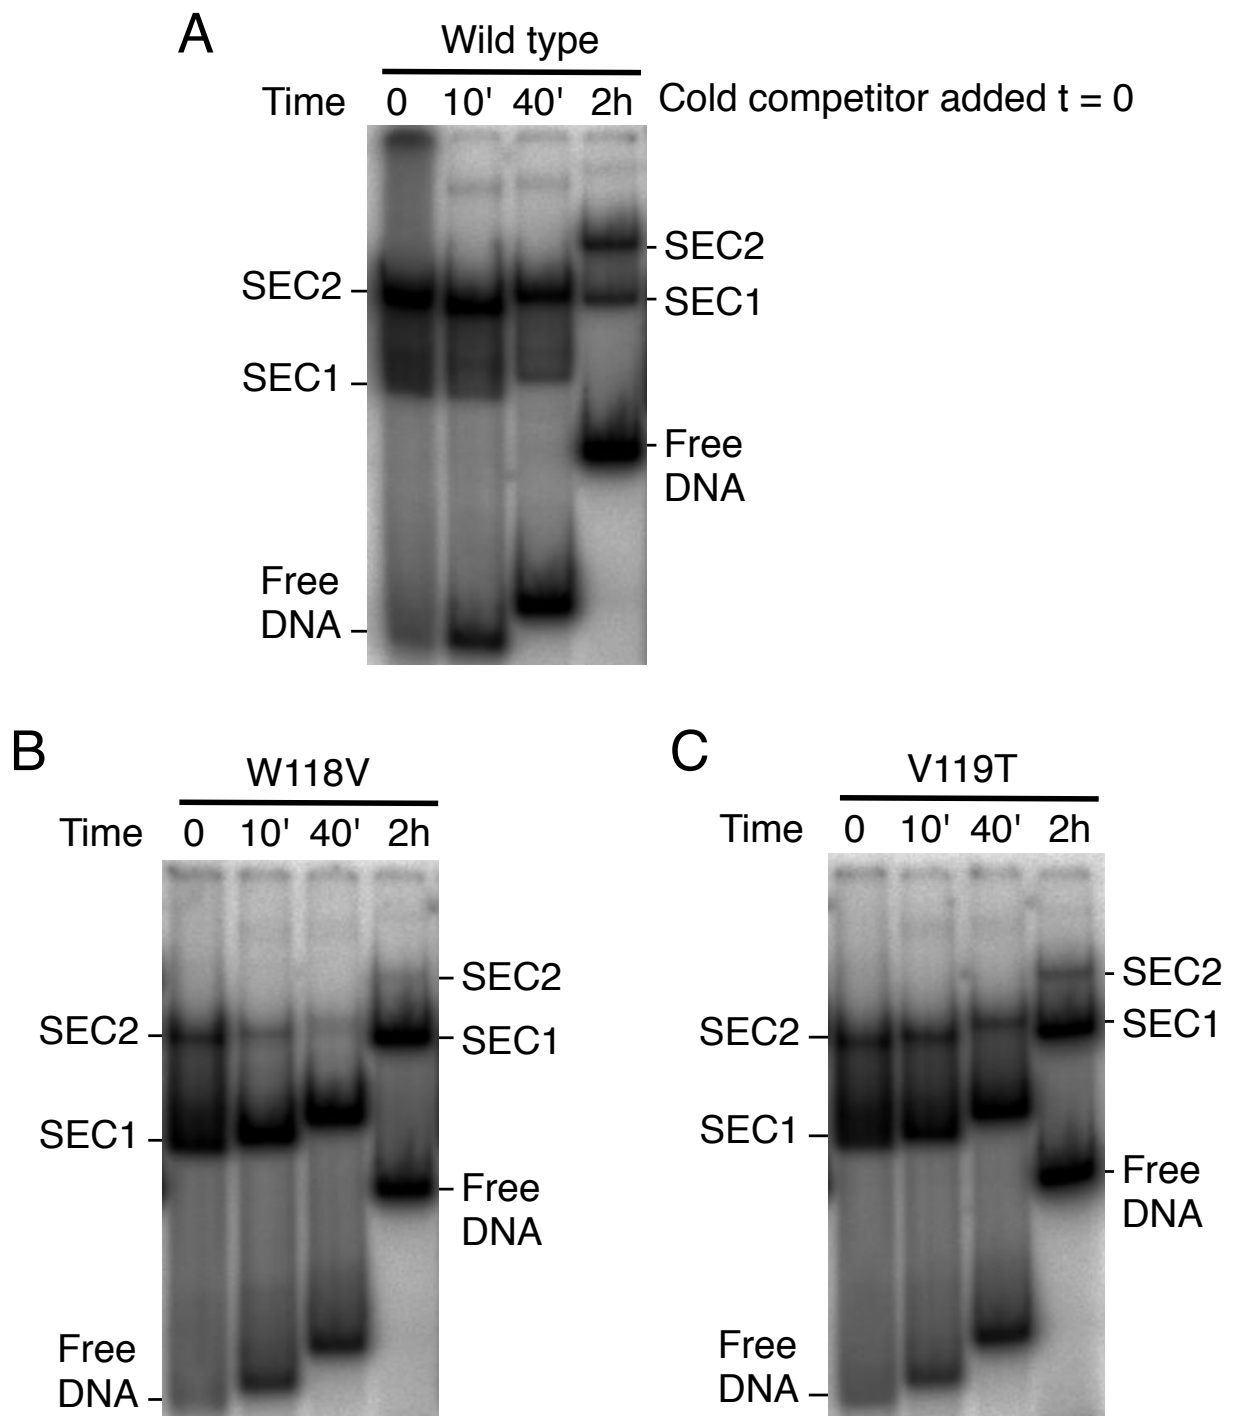 A
Wild type
Time 0 10' 40' 2h Cold competitor added t = 0
SEC2
SEC2
SEC1
SEC1
Free
DNA
Free
DNA
B
W118V
Time 0 10' 40' 2h
SEC2
SEC2
SEC1
SEC1
Free
DNA
Free
DNA
C
V119T
Time 0 10' 40' 2h
SEC2
SEC2
SEC1
SEC1
Free
DNA
Free
DNA